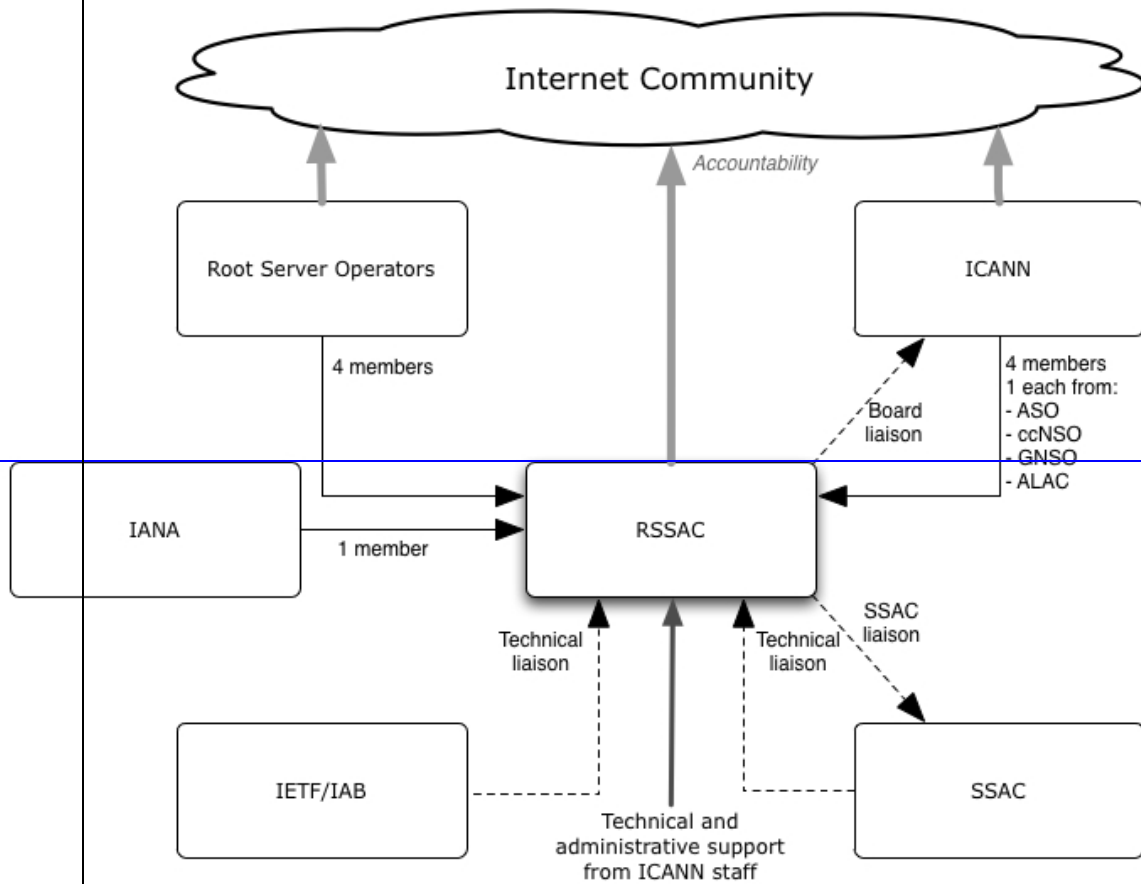 Internet Community
Accountability
Root Server Operators
ICANN
4 members
4 members
1 each from:
- ASO
- ccNSO
- GNSO
- ALAC
Board
liaison
IANA
1 member
RSSAC
SSAC
liaison
Technical
liaison
Technical
liaison
IETF/IAB
SSAC
Technical and
administrative support
from ICANN staff